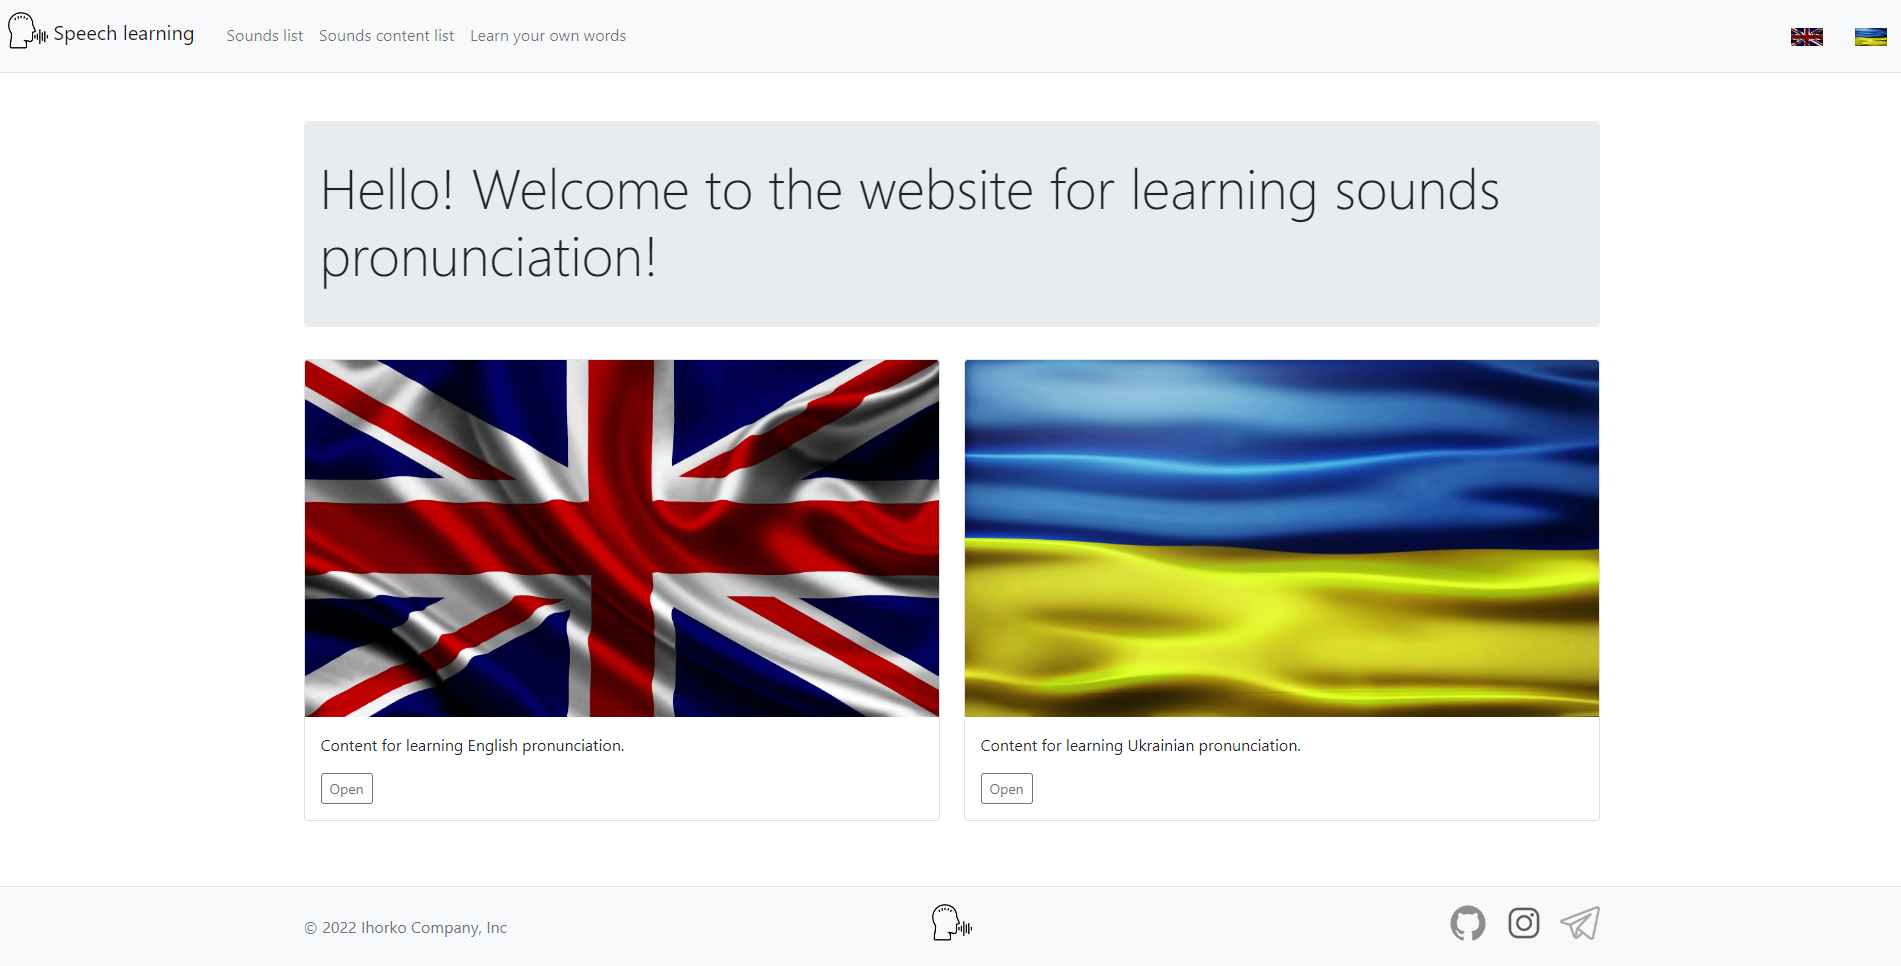 Speech learning
Sounds list
Sounds content list
Learn your own words
Hello! Welcome to the website for learning sounds
pronunciation!
Content for learning English pronunciation.
Open
Content for learning Ukrainian pronunciation.
Open
© 2022 Ihorko Company, Inc